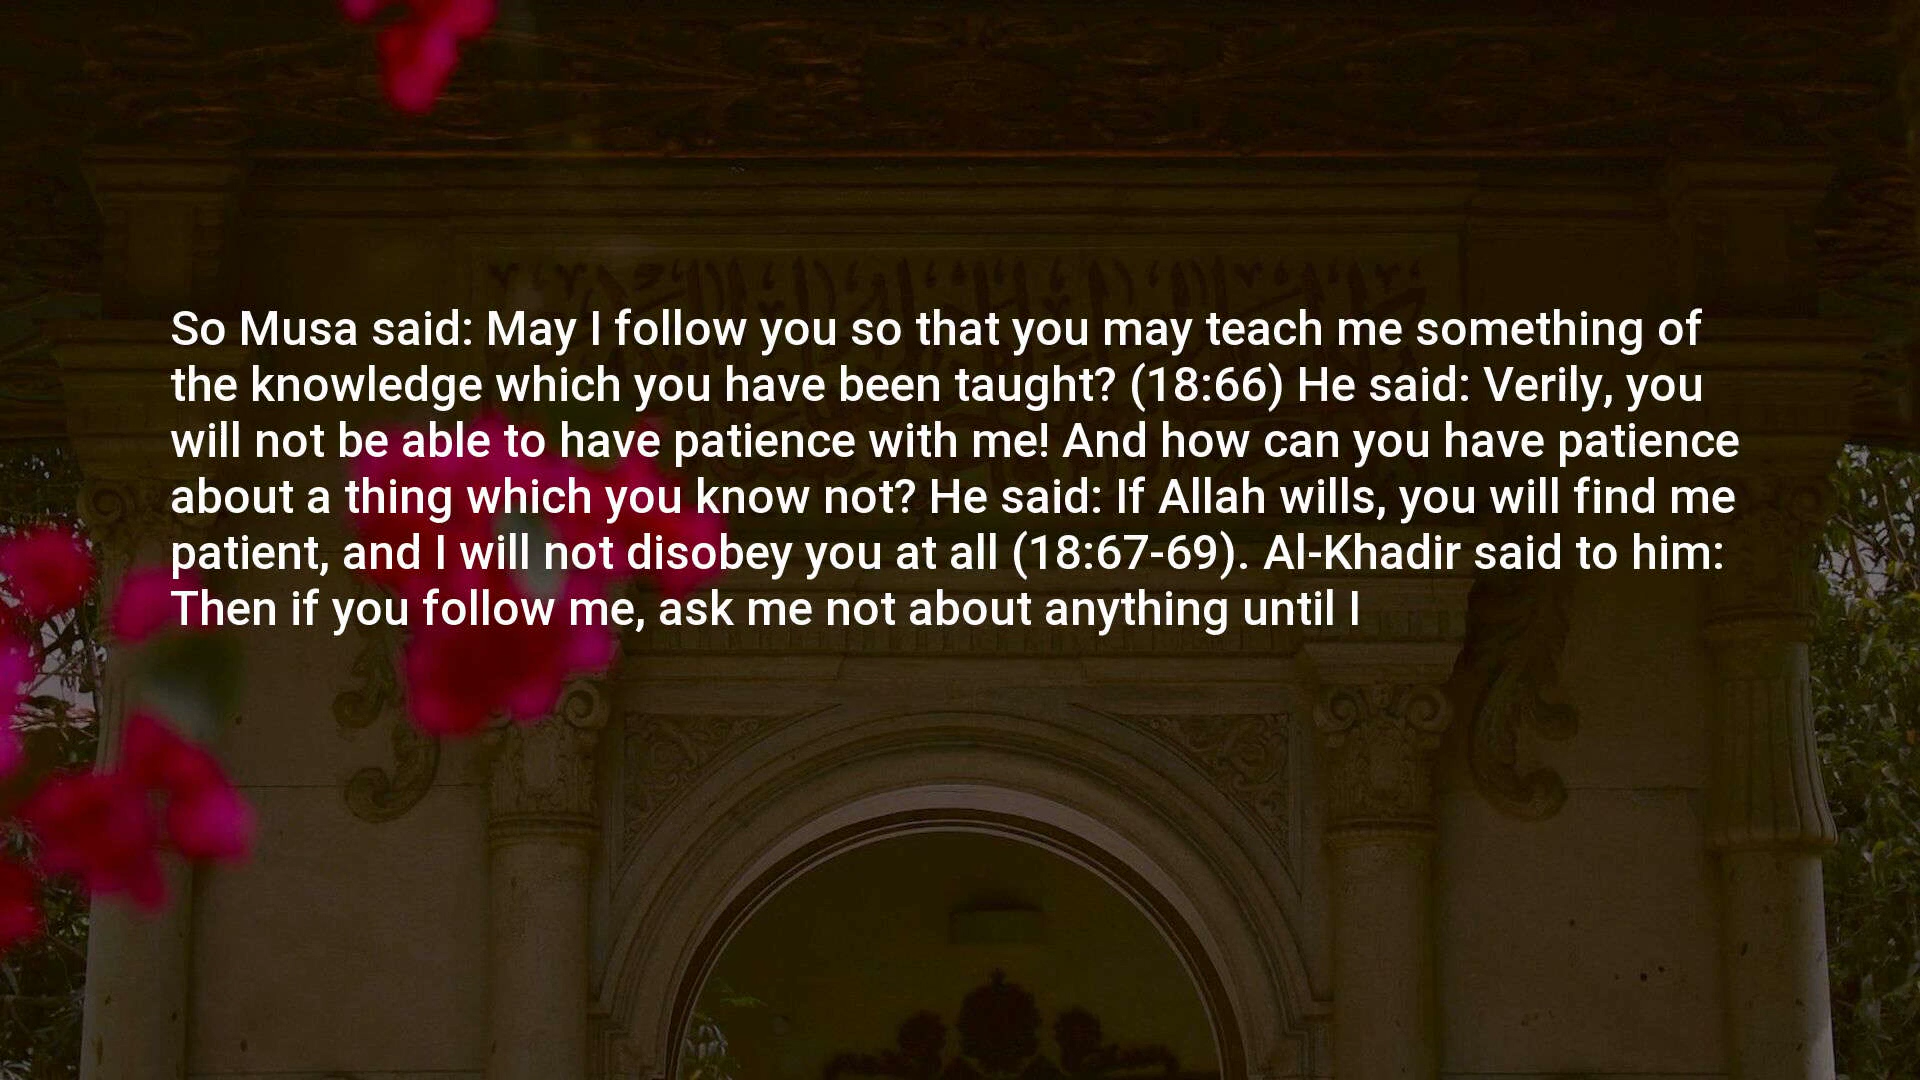 So Musa said: May I follow you so that you may teach me something of
the knowledge which you have been taught? (18:66) He said: Verily, you
will not be able to have patience with me! And how can you have patience
about a thing which you know not? He said: If Allah wills, you will find me
patient, and I will not disobey you at all (18:67-69). Al-Khadir said to him:
Then if you follow me, ask me not about anything until I